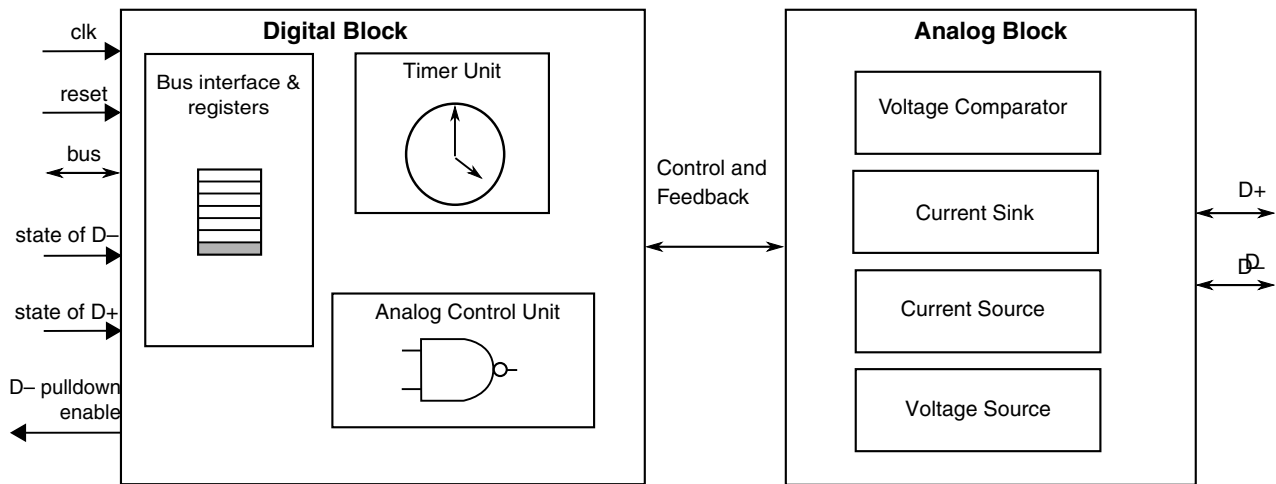 Digital Block
Analog Block
clk
reset
bus
state of D–
state of D+
D– pulldown
enable
Bus interface &
registers
Timer Unit
Analog Control Unit
Control and
Feedback
Voltage Comparator
Current Sink
Current Source
Voltage Source
D+
D
D–